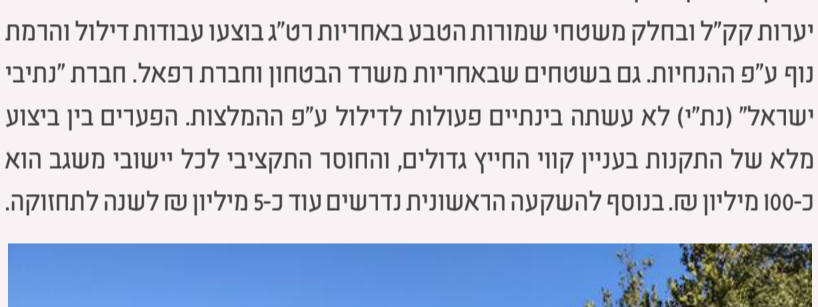 יערות קק"ל ובחלק משטחי שמורות הטבע באחריות רט"ג בוצעו עבודות דילול והרמת
נוף ע"פ ההנחיות. גם בשטחים שבאחריות משרד הבטחון וחברת רפאל. חברת "נתיבי
ישראל" (נת"י) לא עשתה בינתיים פעולות לדילול ע"פ ההמלצות. הפערים בין ביצוע
מלא של התקנות בעניין קווי החייץ גדולים, והחוסר התקציבי לכל יישובי משגב הוא
כ-100 מיליון ₪. בנוסף להשקעה הראשונית נדרשים עוד כ-5 מיליון ₪ לשנה לתחזוקה.